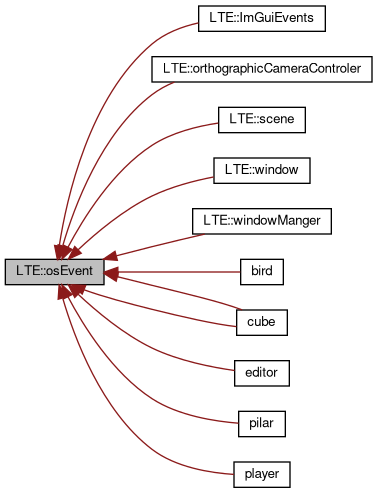 LTE::ImGuiEvents
LTE::orthographicCameraControler
LTE::scene
LTE::window
LTE::windowManger
LTE::osEvent
bird
cube
editor
pilar
player